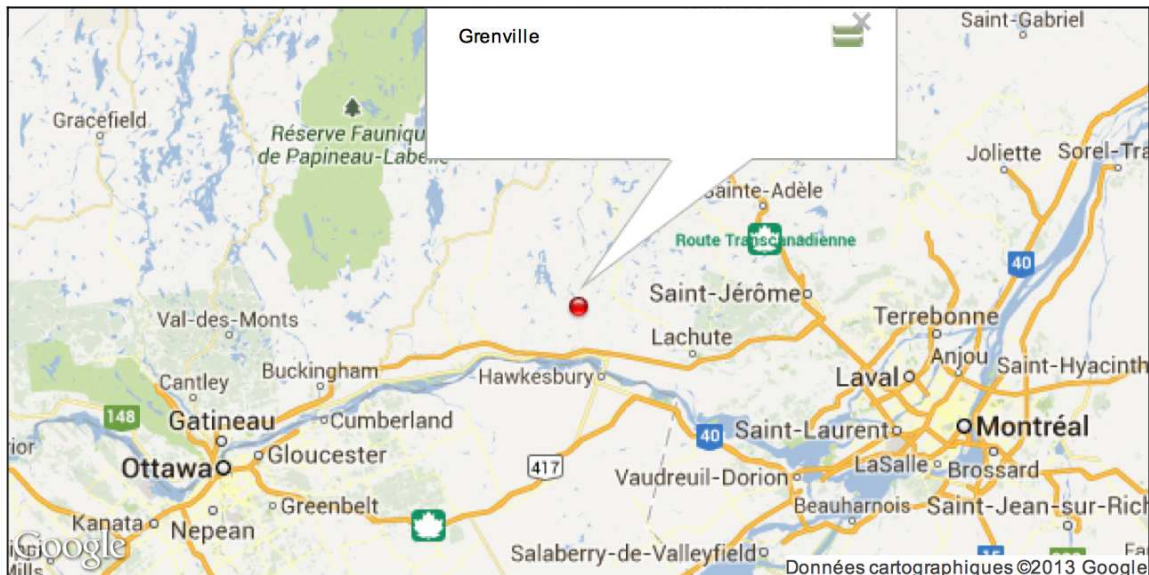 Grenville
Saint-Gabriel
Gracefield
Réserve Fauniqu
de Papineau-Labelle
Joliette
Sorel-Tra
Sainte-Adèle
Route Transcanadienne
40
Saint-Jérôme
Val-des-Monts
Lachute
Terrebonne
Buckingham
Hawkesbury
Anjou
Saint-Hyacinth
Cantley
Laval
148
Gatineau
Cumberland
40
Saint-Laurent
Montréal
Ottawa
Gloucester
417
Vaudreuil-Dorion
LaSalle
Brossard
Greenbelt
Beauharnois
Saint-Jean-sur-Rich
Kanata
Nepean
Google
Mills
Salaberry-de-Valleyfield
15
Données cartographiques ©2013 Google